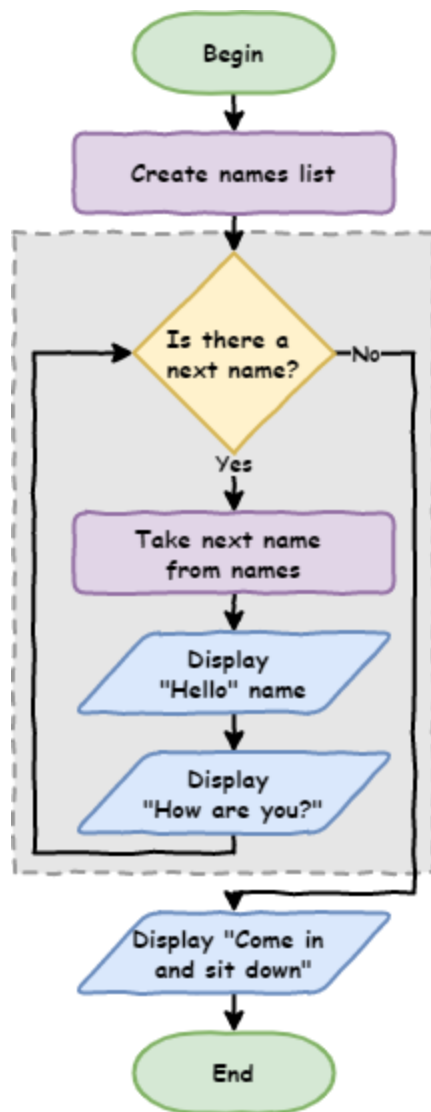 Begin
Create names list
Is there a
next name?
No
Yes
Take next name
from names
Display
"Hello" name
Display
"How are you?"
Display "Come in
and sit down"
End